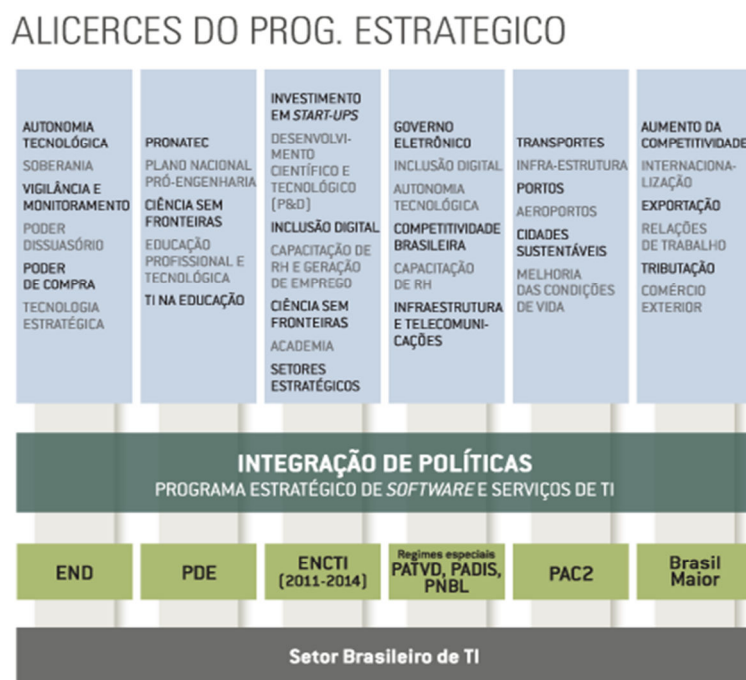 ALICERCES DO PROG. ESTRATEGICO
AUTONOMIA
TECNOLÓGICA
SOBERANIA
VIGILÂNCIA E
MONITORAMENTO
PODER
DISSUASÓRIO
PODER
DE COMPRA
TECNOLOGIA
ESTRATÉGICA
PRONATEC
PLANO NACIONAL
PRÓ-ENGENHARIA
CIÊNCIA SEM
FRONTEIRAS
EDUCAÇÃO
PROFISSIONAL E
TECNOLÓGICA
TI NA EDUCAÇÃO
INVESTIMENTO
EM START-UPS
DESENVOLVI-
MENTO
CIENTÍFICO E
TECNOLÓGICO
(P&D)
INCLUSÃO DIGITAL
CAPACITAÇÃO DE
RH E GERAÇÃO
DE EMPREGO
CIÊNCIA SEM
FRONTEIRAS
ACADEMIA
SETORES
ESTRATÉGICOS
GOVERNO
ELETRÔNICO
INCLUSÃO DIGITAL
AUTONOMIA
TECNOLÓGICA
COMPETITIVIDADE
BRASILEIRA
CAPACITAÇÃO
DE RH
INFRAESTRUTURA
E TELECOMUNI-
CAÇÕES
TRANSPORTES
INFRA-ESTRUTURA
PORTOS
AEROPORTOS
CIDADES
SUSTENTÁVEIS
MELHORIA
DAS CONDIÇÕES
DE VIDA
AUMENTO DA
COMPETITIVIDADE
INTERNACIONA-
LIZAÇÃO
EXPORTAÇÃO
RELAÇÕES
DE TRABALHO
TRIBUTAÇÃO
COMÉRCIO
EXTERIOR
INTEGRAÇÃO DE POLÍTICAS
PROGRAMA ESTRATÉGICO DE SOFTWARE E SERVIÇOS DE TI
END
PDE
ENCTI
(2011-2014)
Regimes especiais
PATVD, PADIS,
PNBL
PAC2
Brasil
Maior
Setor Brasileiro de TI